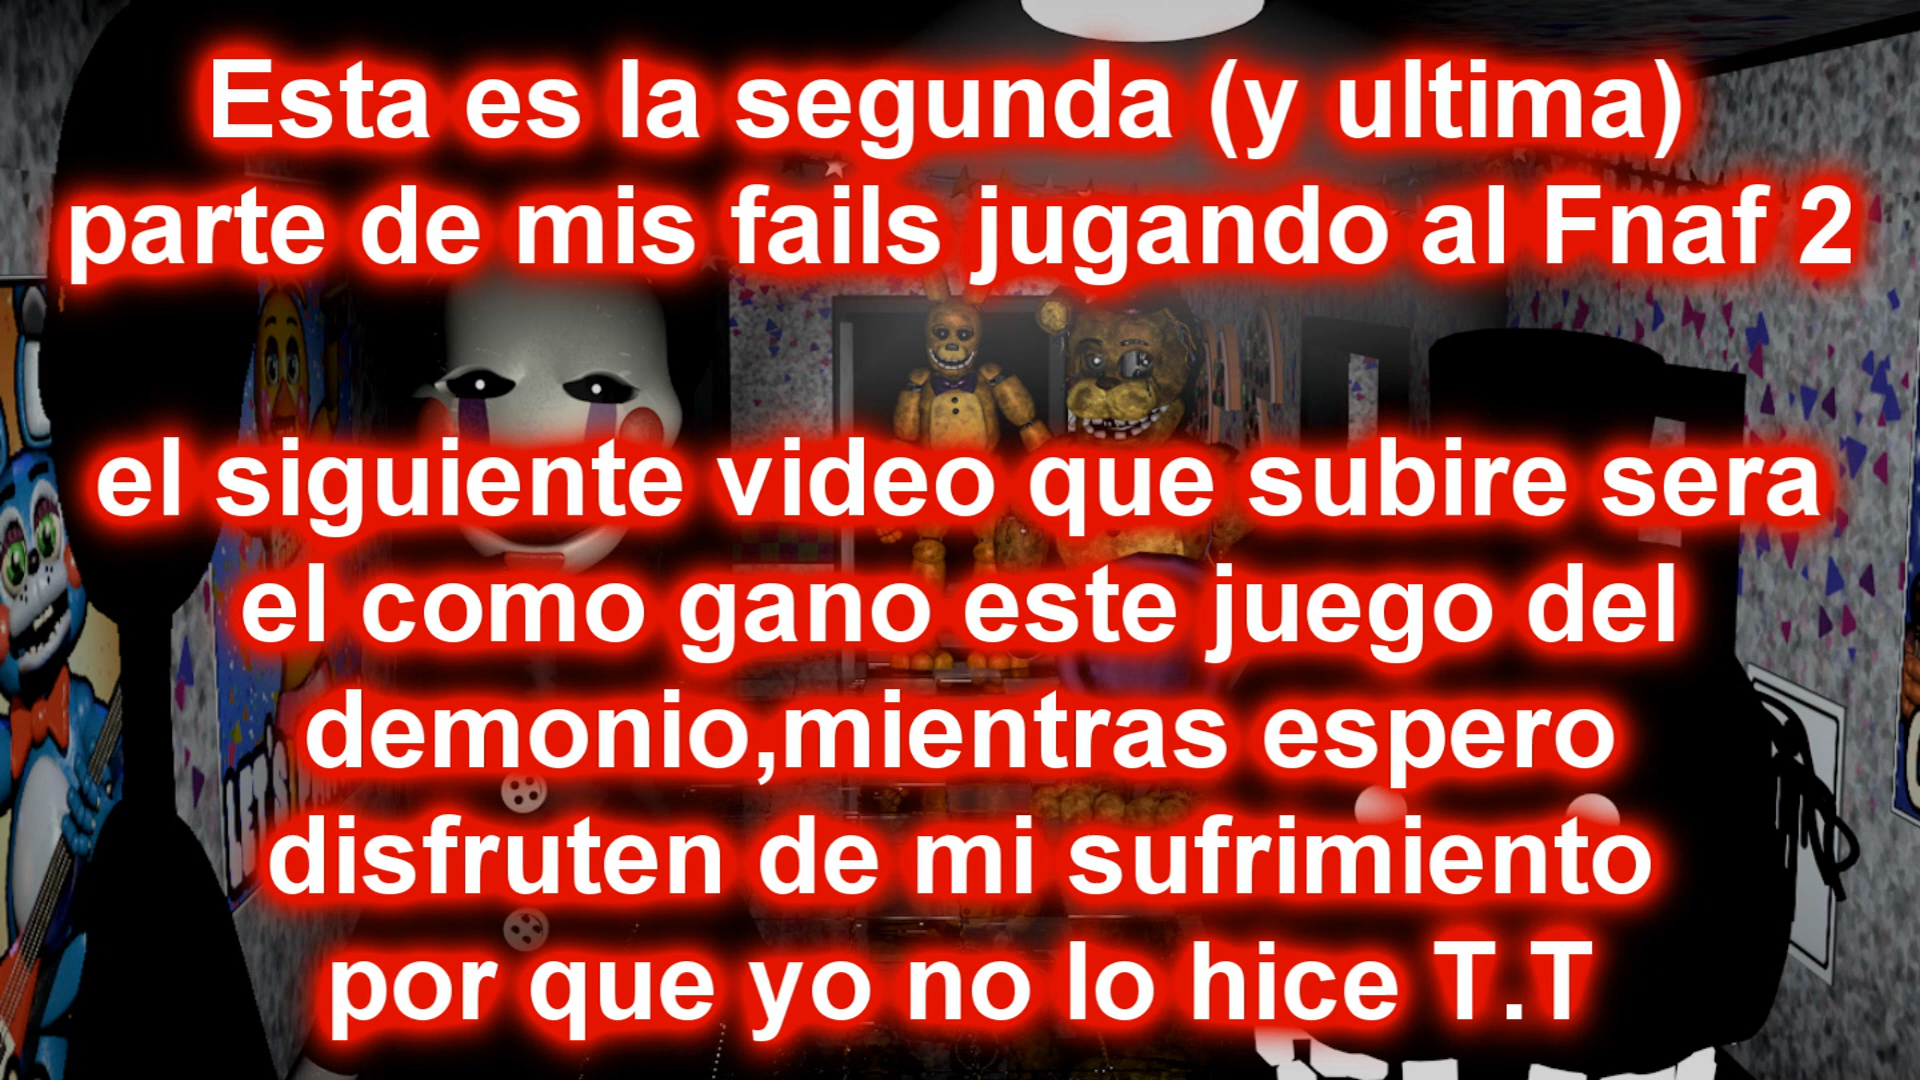 Esta es la segunda (y ultima)
parte de mis fails jugando al Fnaf 2
el siguiente video que subire sera
el como gano este juego del
demonio,mientras espero
disfruten de mi sufrimiento
por que yo no lo hice T.T
LET'S